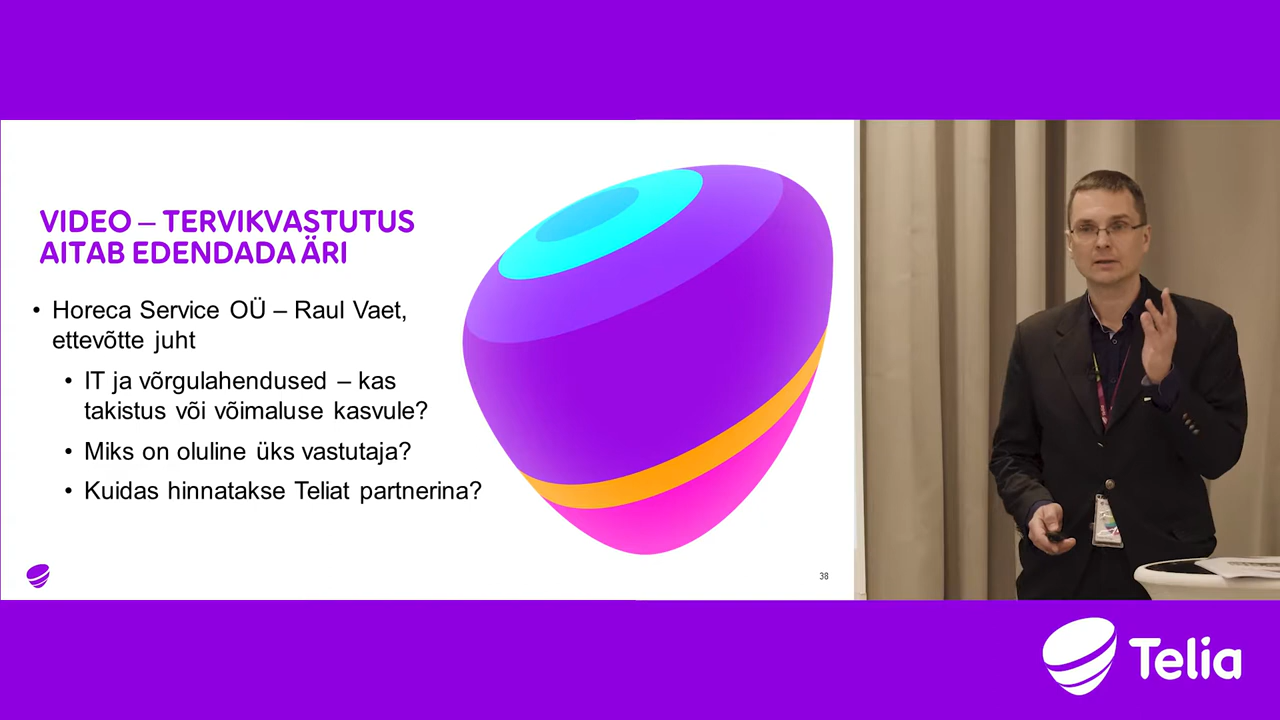 VIDEO – TERVIKVASTUTUS
AITAB EDENDADA ÄRI
• Horeca Service OÜ – Raul Vaet,
ettevõtte juht
• IT ja võrgulahendused – kas
takistus või võimaluse kasvule?
• Miks on oluline üks vastutaja?
• Kuidas hinnatakse Teliat partnerina?
38
Telia